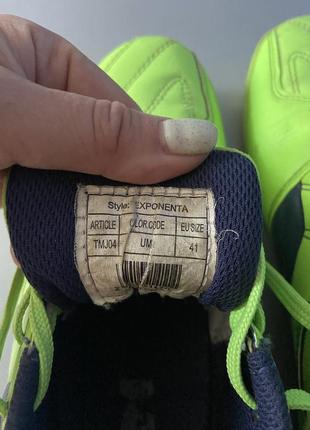 Style: EXPONENTA
ARTICLE COLOR CODE EU SIZE
TMJ04 UM 41